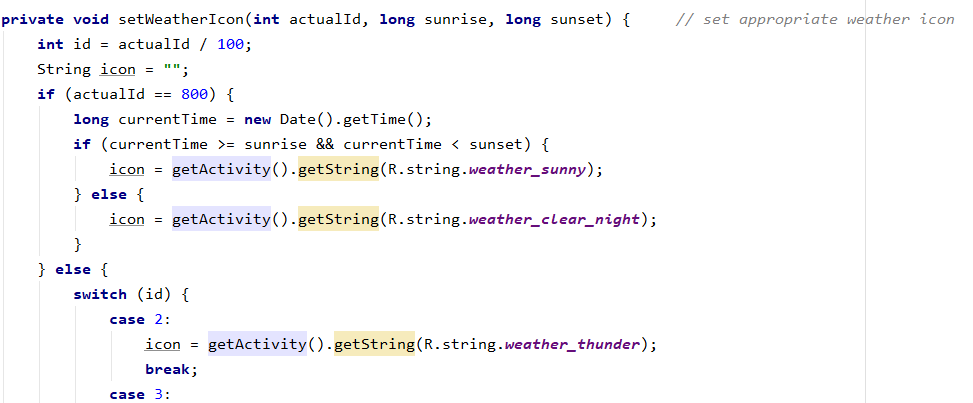 private void setWeatherIcon(int actualId, long sunrise, long sunset) {     // set appropriate weather icon
    int id = actualId / 100;
    String icon = "";
    if (actualId == 800) {
        long currentTime = new Date().getTime();
        if (currentTime >= sunrise && currentTime < sunset) {
            icon = getActivity().getString(R.string.weather_sunny);
        } else {
            icon = getActivity().getString(R.string.weather_clear_night);
        }
    } else {
        switch (id) {
            case 2:
                icon = getActivity().getString(R.string.weather_thunder);
                break;
            case 3: